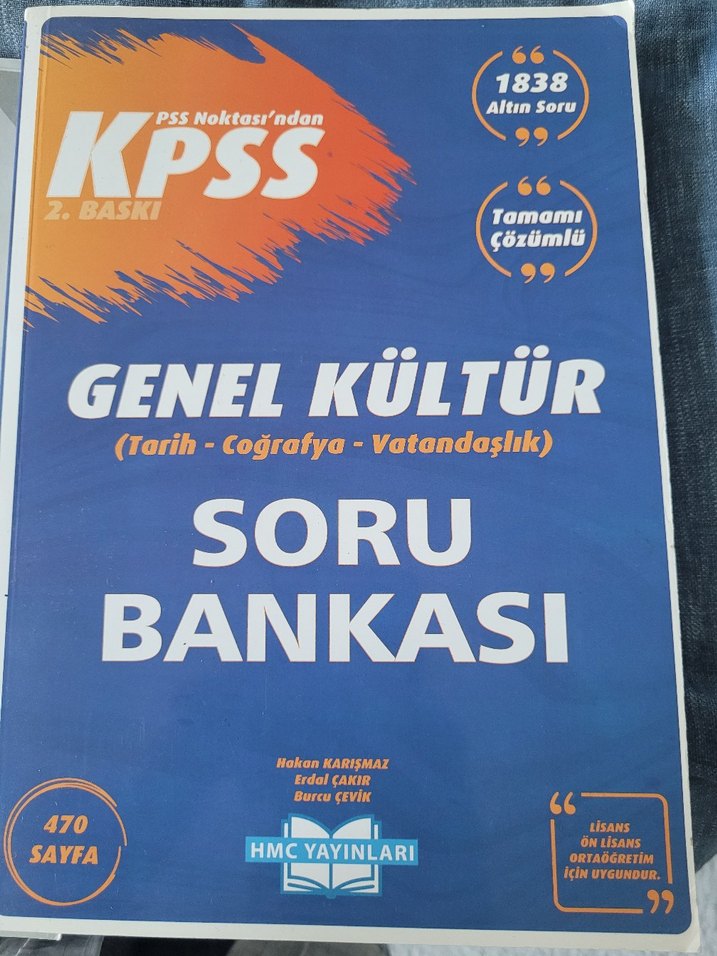 PSS Noktası'ndan
KPSS
2. BASKI
1838
Altın Soru
Tamamı
Çözümlü
GENEL KÜLTÜR
(Tarih - Coğrafya - Vatandaşlık)
SORU
BANKASI
Hakan KARIŞMAZ
Erdal ÇAKIR
Burcu ÇEVİK
HMC YAYINLARI
470
SAYFA
LİSANS
ÖN LİSANS
ORTAÖĞRETİM
İÇİN UYGUNDUR.